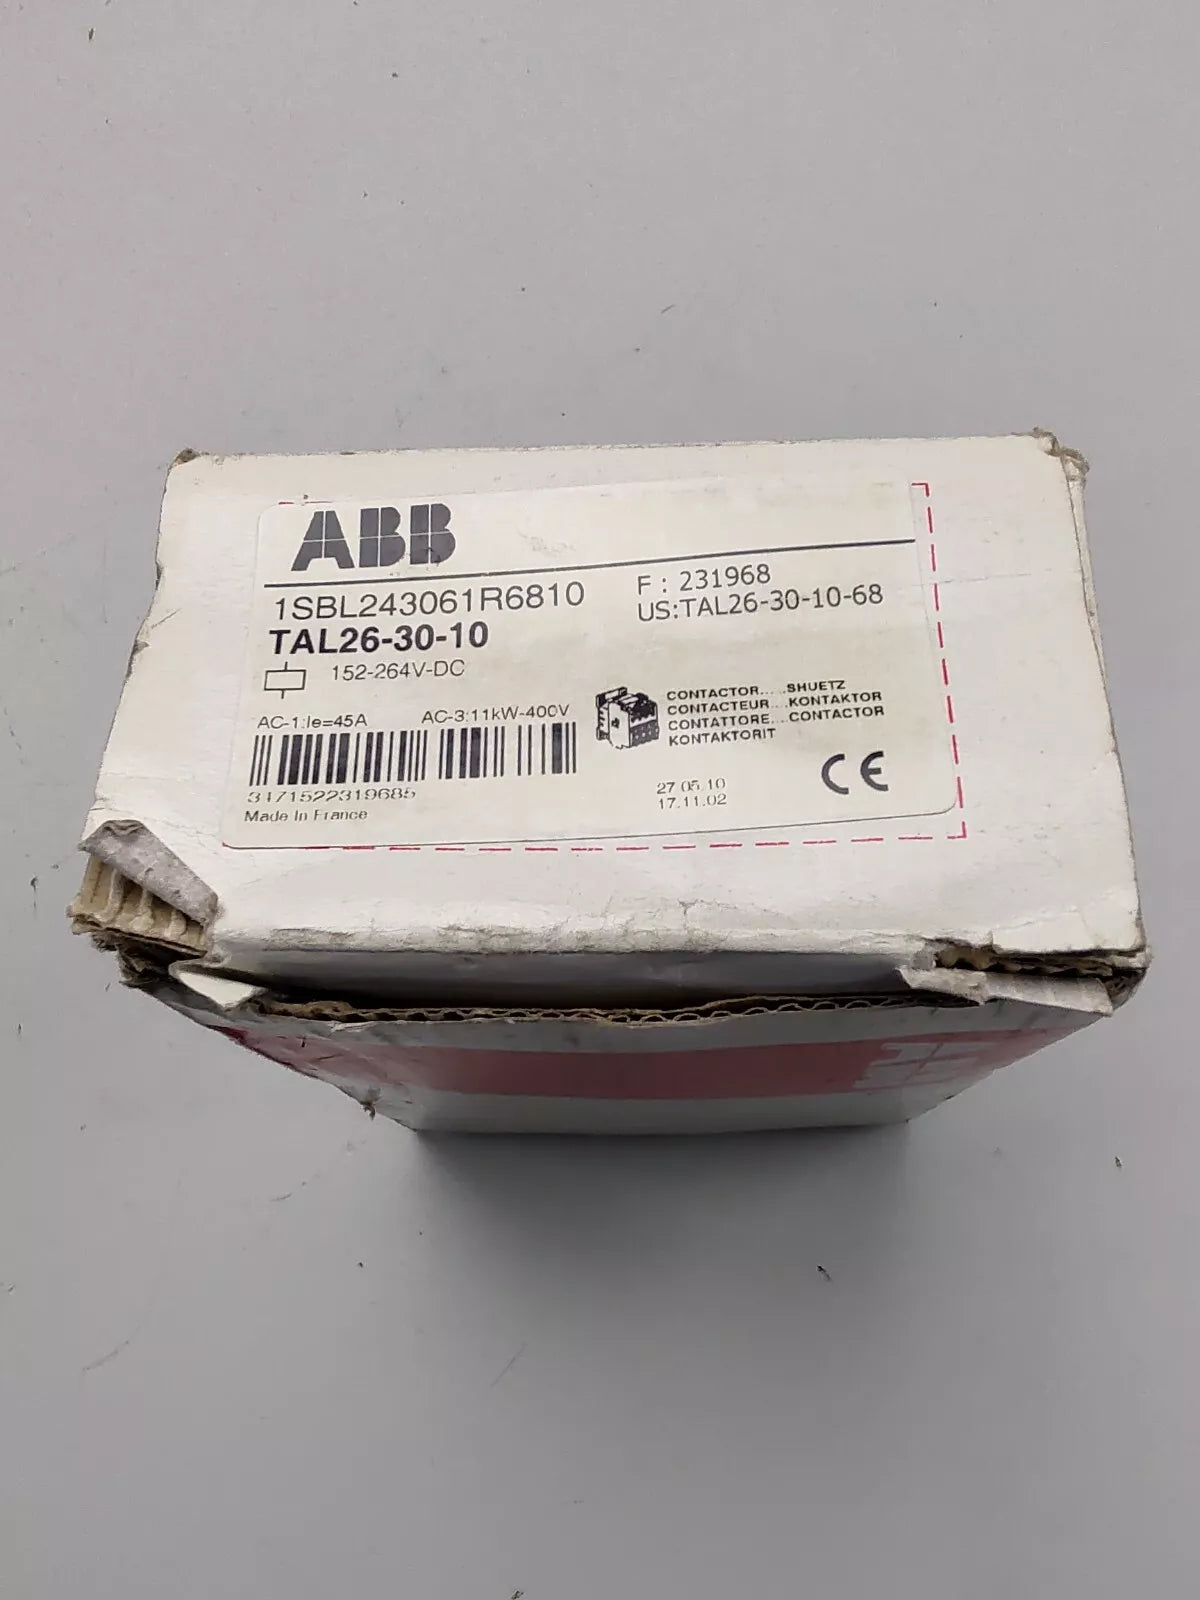 ABB
1SBL243061R6810
F: 231968
TAL26-30-10
US:TAL26-30-10-68
152-264V-DC
AC-1:Ie=45A AC-3:11kW-400V
CONTACTOR.....SHUETZ
CONTACTEUR...KONTAKTOR
CONTATTORE...CONTACTOR
KONTAKTORIT
3471522319685
27.05.10
17.11.02
CE
Made In France